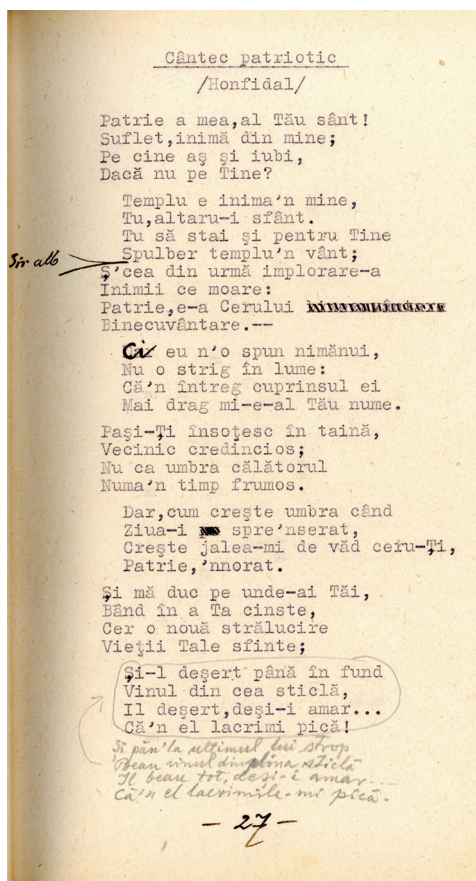 Cântec patriotic
/Honfidal/
Patrie a mea,al Tău sânt!
Suflet,inimă din mine;
Pe cine aş şi iubi,
Dacă nu pe Tine?
Templu e inima'n mine,
Tu,altaru-i sfânt.
Tu să stai şi pentru Tine
Spulber templu'n vânt;
Şir alb
Ş'cea din urmă implorare-a
Inimii ce moare:
Patrie,e-a Cerului
Binecuvântare.--
Ci eu n'o spun nimănui,
Nu o strig în lume:
Că'n întreg cuprinsul ei
Mai drag mi-e-al Tău nume.
Paşi-Ţi însoţesc în taină,
Vecinic credincios;
Nu ca umbra călătorul
Numa'n timp frumos.
Dar,cum creşte umbra când
Ziua-i spre'nserat,
Creşte jalea-mi de văd ceru-Ţi,
Patrie,'nnorat.
Şi mă duc pe unde-ai Tăi,
Bând în a Ta cinste,
Cer o nouă strălucire
Vieţii Tale sfinte;
Şi-l deşert până în fund
Vinul din cea sticlă,
Il deşert,deşi-i amar...
Că'n el lacrimi pică!
Si pân'la ultimul lui strop
Beau vinul din plina sticlă
Il beau tot, deşi-i amar...
Că'n el lacrimile-mi pică.
- 27 -